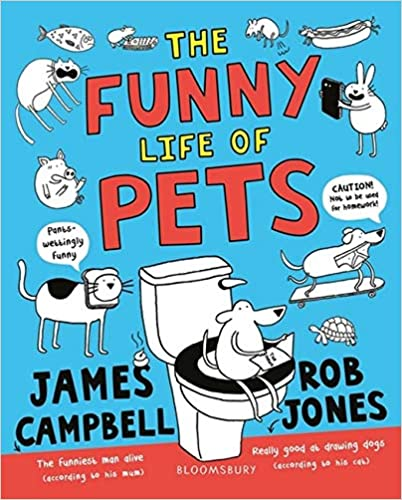 THE
FUNNY
LIFE OF
PETS
CAUTION!
Not to be used
for homework!
Pants-
wettingly
funny
JAMES
CAMPBELL
ROB
JONES
The funniest man alive
(according to his mum)
BLOOMSBURY
Really good at drawing dogs
(according to his cat)